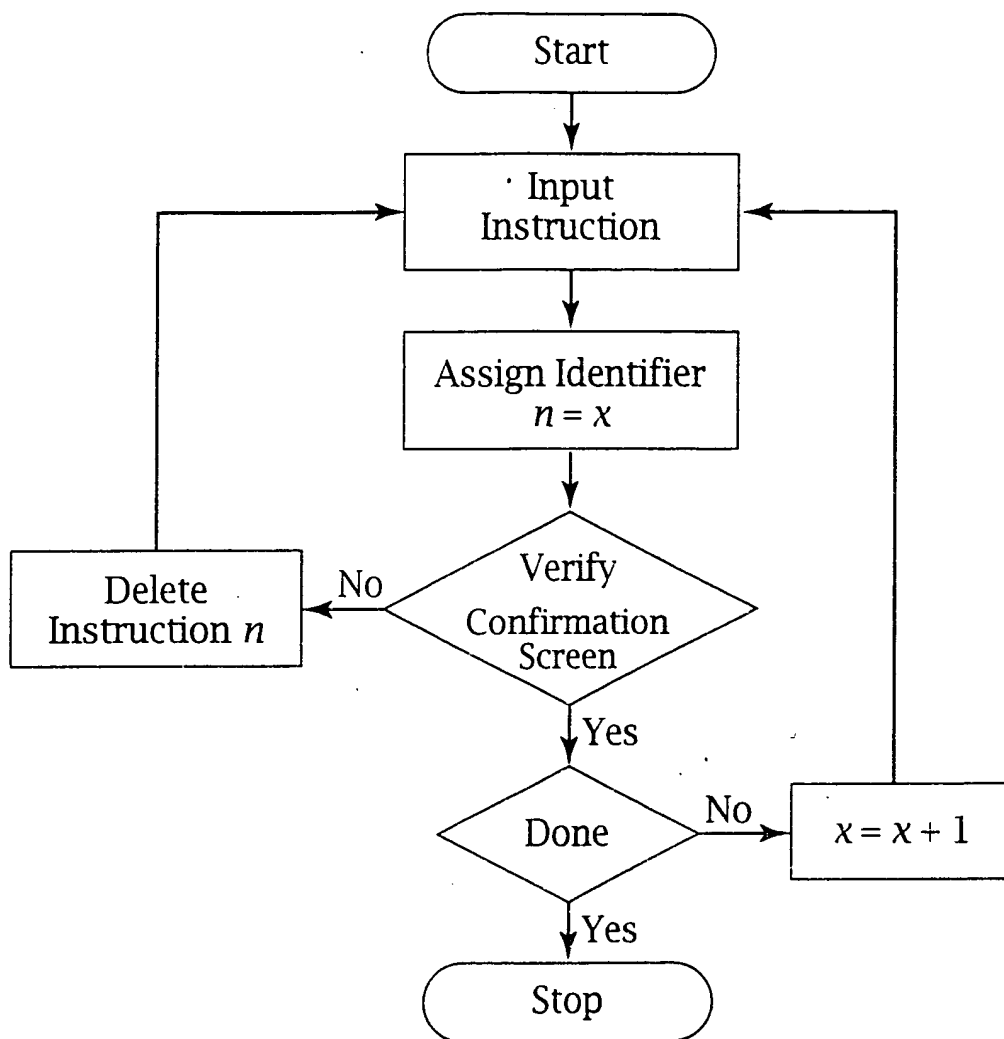 Start
Input
Instruction
Assign Identifier
n = x
Verify
Confirmation
Screen
No
Delete
Instruction n
Yes
Done
No
x = x + 1
Yes
Stop